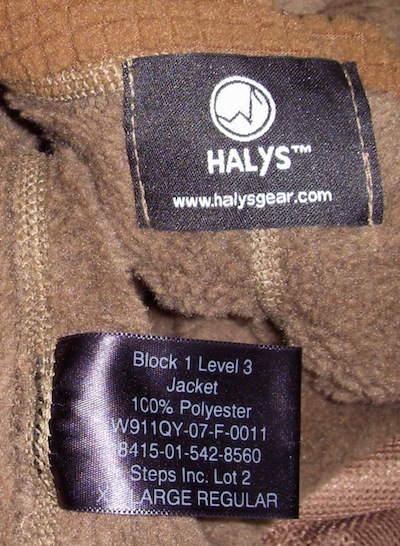 HALYS™
www.halysgear.com
Block 1 Level 3
Jacket
100% Polyester
W911QY-07-F-0011
8415-01-542-8560
Steps Inc. Lot 2
LARGE REGULAR